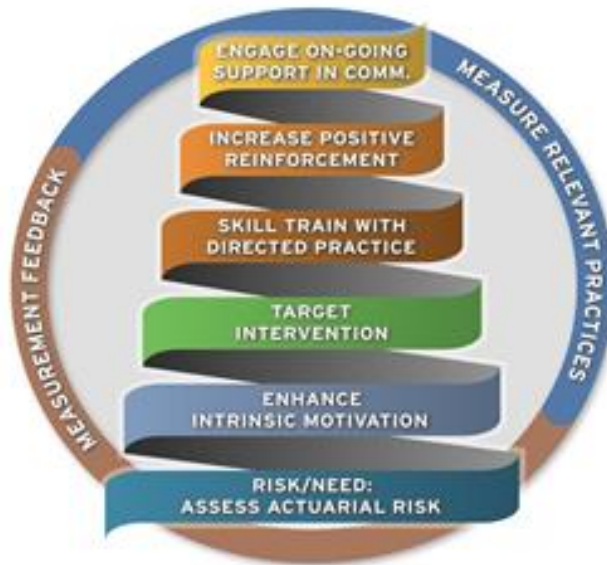 ENGAGE ON-GOING
SUPPORT IN COMM.
INCREASE POSITIVE
REINFORCEMENT
SKILL TRAIN WITH
DIRECTED PRACTICE
TARGET
INTERVENTION
ENHANCE
INTRINSIC MOTIVATION
RISK/NEED:
ASSESS ACTUARIAL RISK
MEASURE RELEVANT PRACTICES
MEASUREMENT FEEDBACK